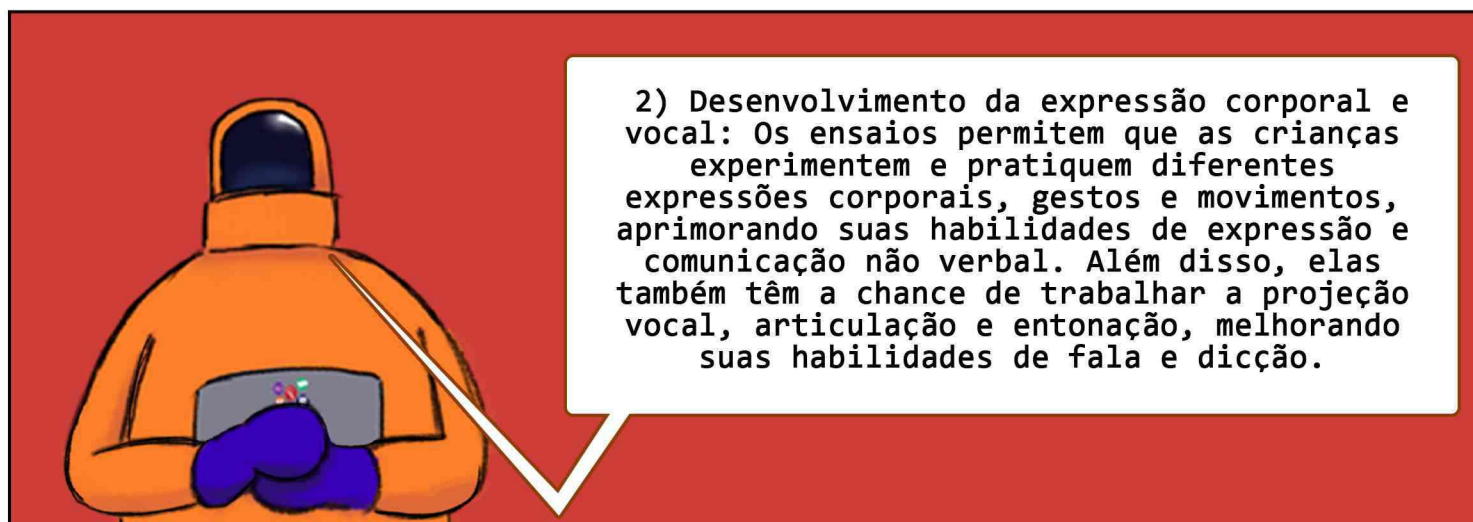 2) Desenvolvimento da expressão corporal e
vocal: Os ensaios permitem que as crianças
experimentem e pratiquem diferentes
expressões corporais, gestos e movimentos,
aprimorando suas habilidades de expressão e
comunicação não verbal. Além disso, elas
também têm a chance de trabalhar a projeção
vocal, articulação e entonação, melhorando
suas habilidades de fala e dicção.